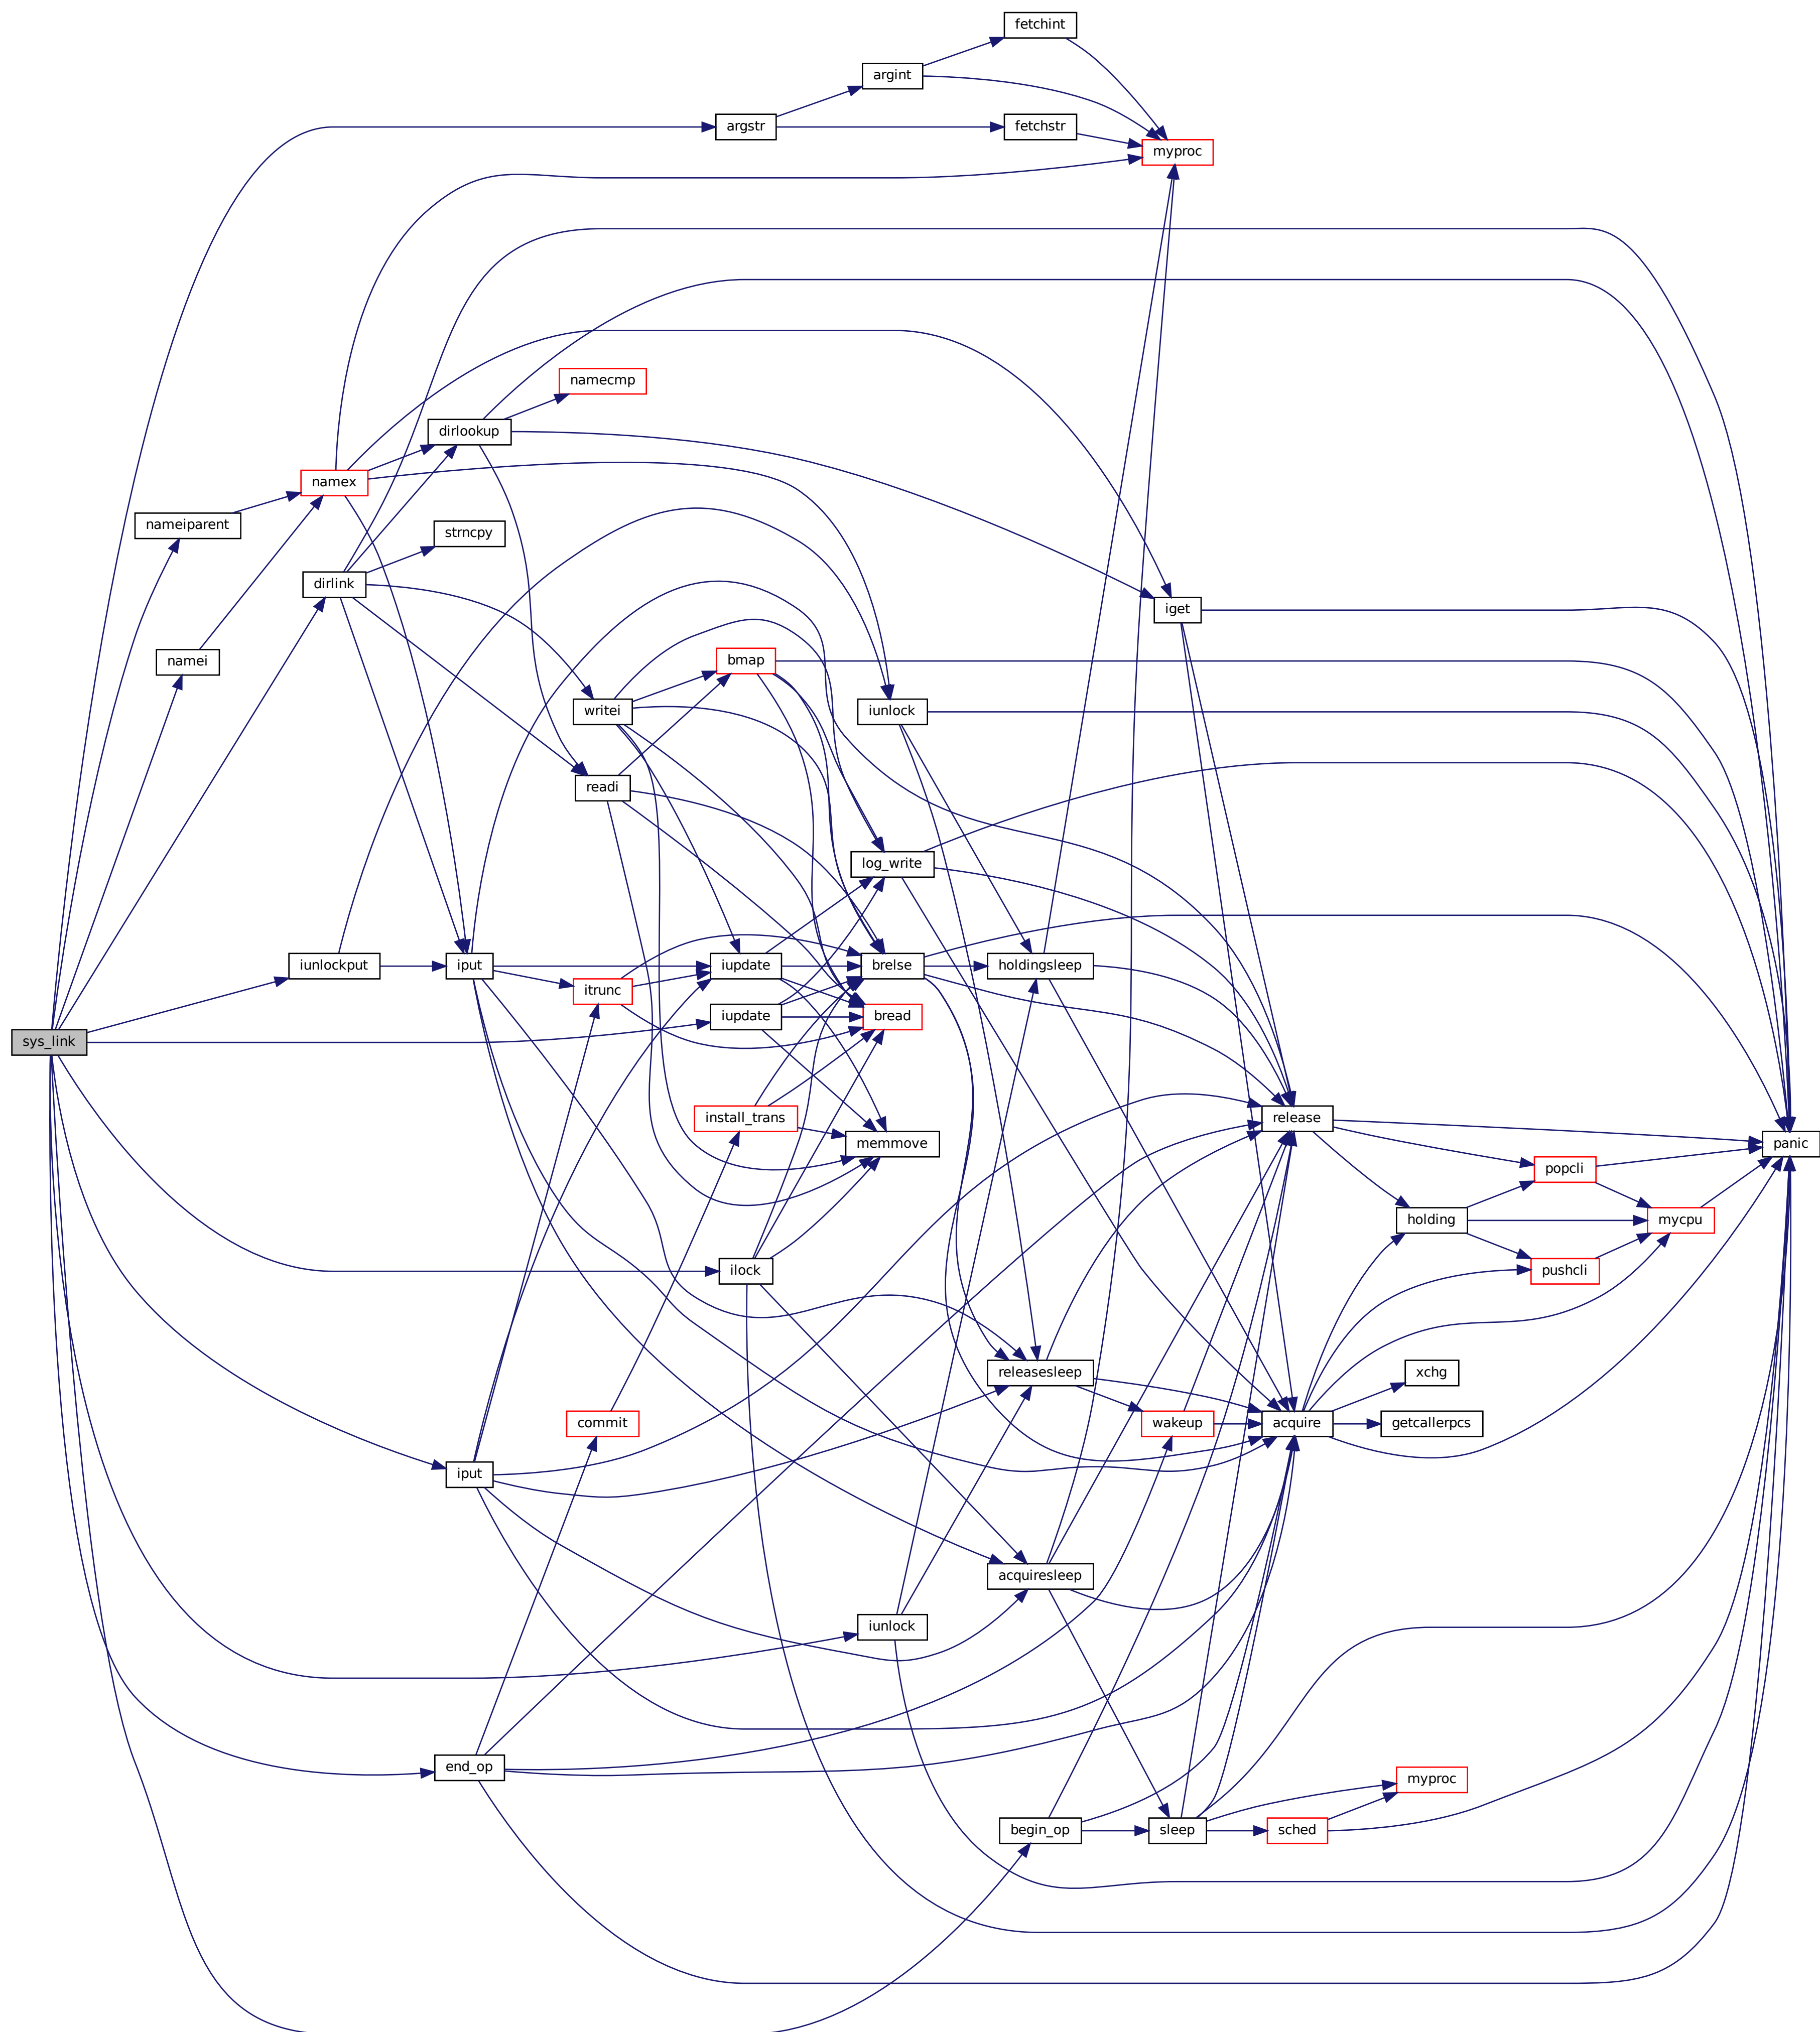 fetchint
argint
argstr
fetchstr
myproc
namecmp
dirlookup
namex
nameiparent
strncpy
dirlink
iget
namei
bmap
writei
iunlock
readi
log_write
iunlockput
iput
iupdate
brelse
holdingsleep
itrunc
iupdate
bread
sys_link
install_trans
release
memmove
panic
popcli
holding
mycpu
ilock
pushcli
releasesleep
xchg
commit
wakeup
acquire
getcallerpcs
iput
acquiresleep
iunlock
end_op
myproc
begin_op
sleep
sched